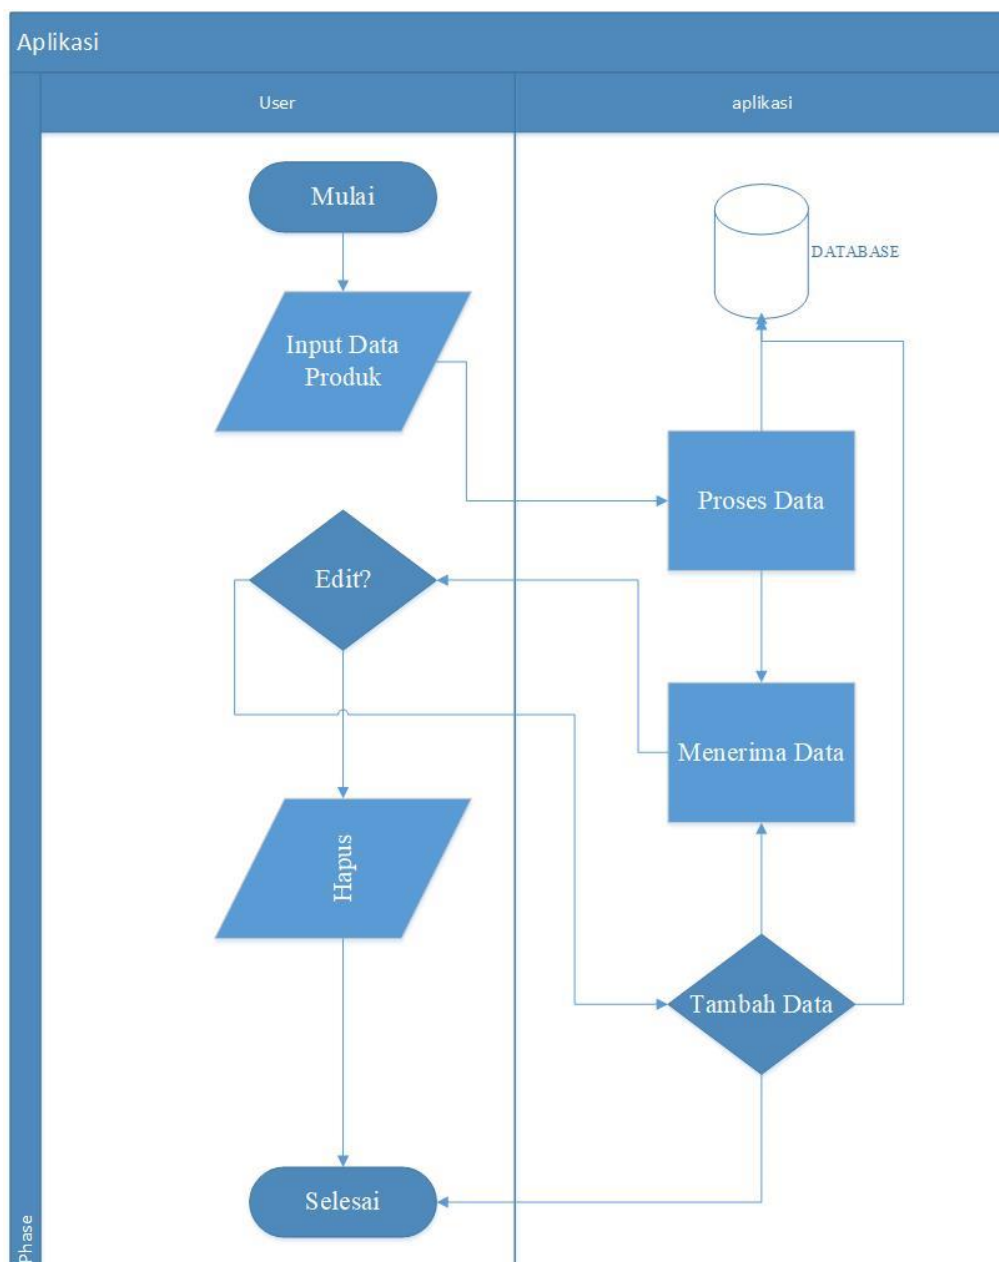 Aplikasi
User
aplikasi
Mulai
DATABASE
Input Data
Produk
Proses Data
Edit?
Menerima Data
Hapus
Tambah Data
Selesai
Phase